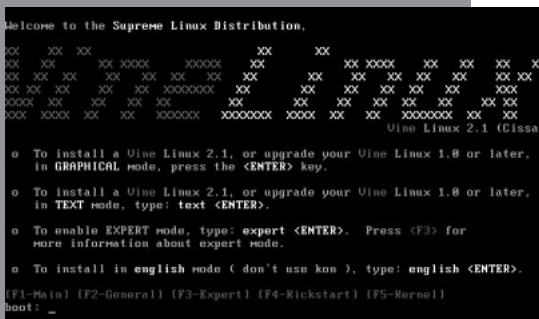 Welcome to the Supreme Linux Distribution,
Vine Linux
Vine Linux 2.1 (Cissa
o To install a Vine Linux 2.1, or upgrade your Vine Linux 1.0 or later,
in GRAPHICAL mode, press the <ENTER> key.
o To install a Vine Linux 2.1, or upgrade your Vine Linux 1.0 or later,
in TEXT mode, type: text <ENTER>.
o To enable EXPERT mode, type: expert <ENTER>. Press <F3> for
more information about expert mode.
o To install in english mode ( don't use kon ), type: english <ENTER>.
[F1-Main] [F2-General] [F3-Expert] [F4-Kickstart] [F5-Kernel]
boot: _